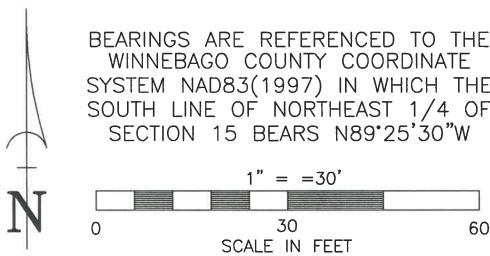 BEARINGS ARE REFERENCED TO THE
WINNEBAGO COUNTY COORDINATE
SYSTEM NAD83(1997) IN WHICH THE
SOUTH LINE OF NORTHEAST 1/4 OF
SECTION 15 BEARS N89°25'30"W
N
1" = =30'
0 30 60
SCALE IN FEET